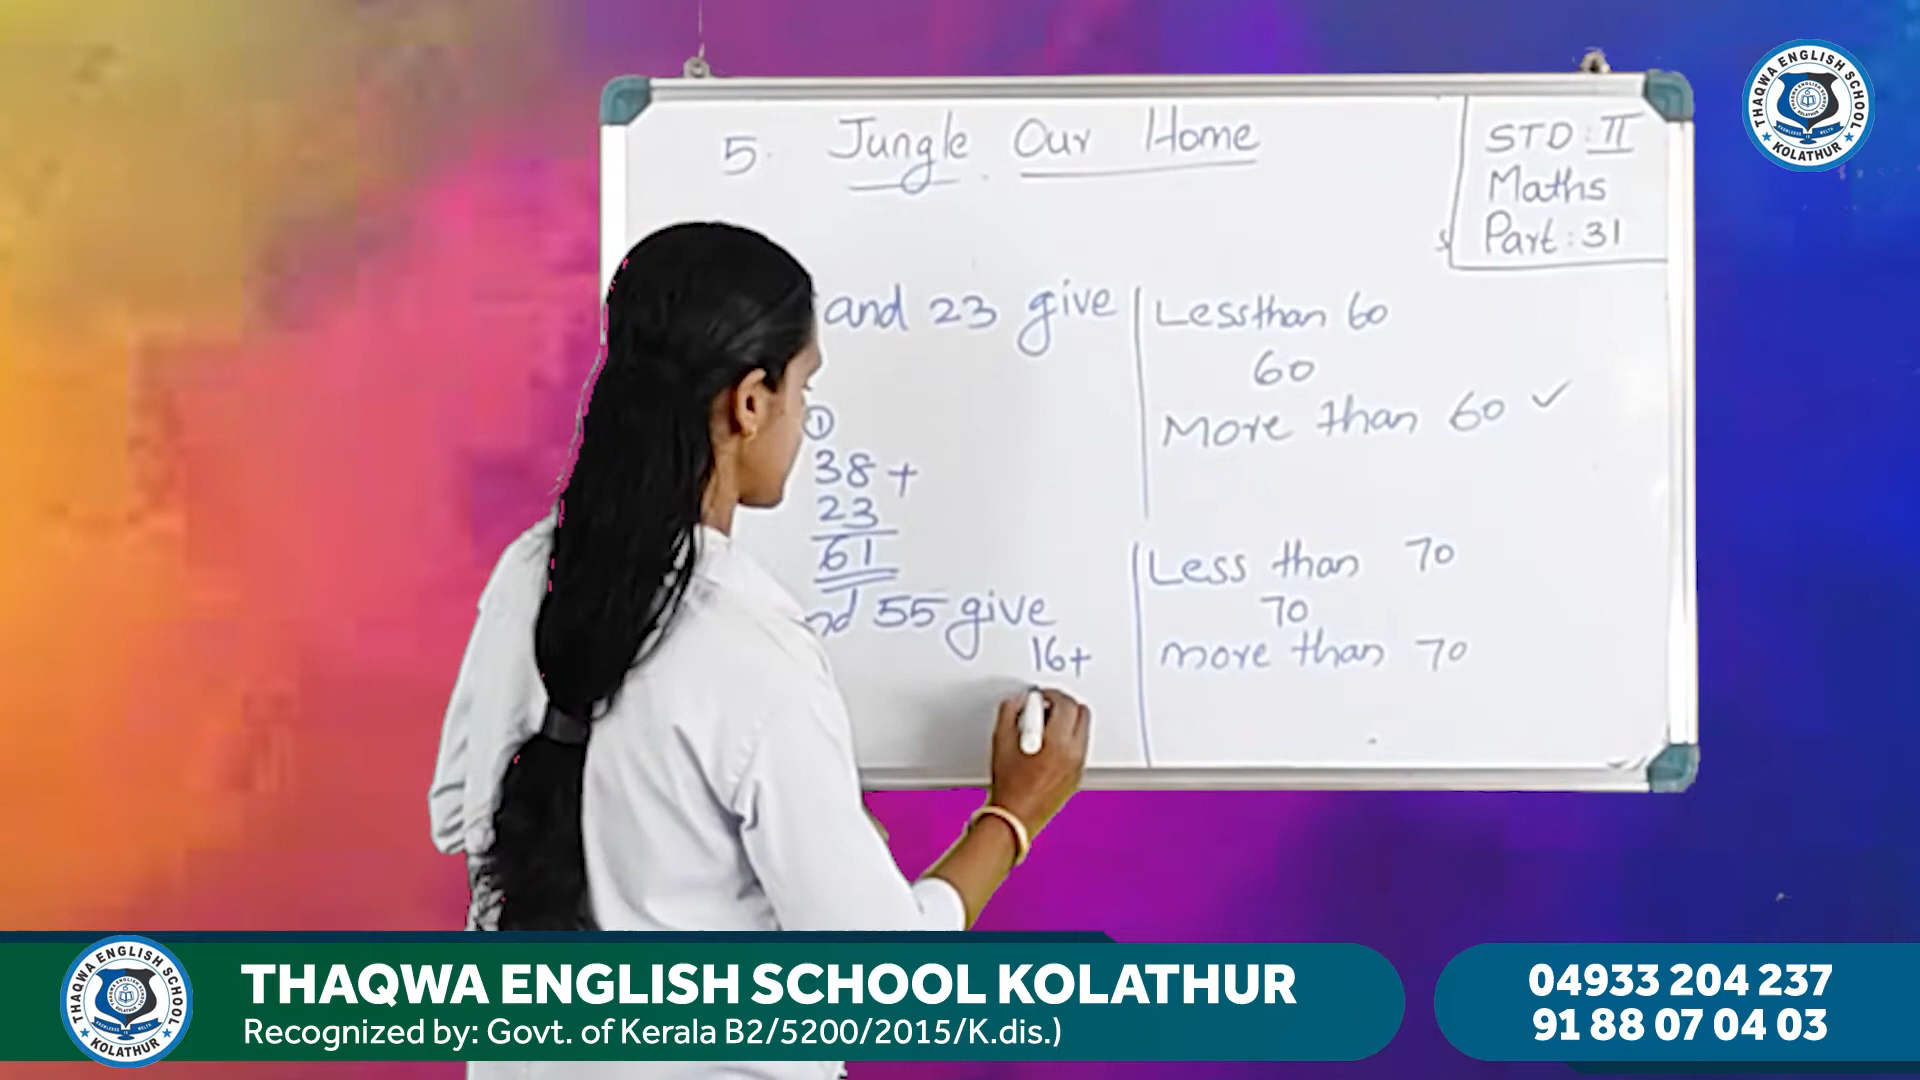 5. Jungle Our Home
STD : II
Maths
Part : 31
and 23 give
Less than 60
60
More than 60 ✓
1
38 +
23
61
nd 55 give
16+
Less than 70
70
more than 70
THAQWA ENGLISH SCHOOL
KOLATHUR
THAQWA ENGLISH SCHOOL
KOLATHUR
THAQWA ENGLISH SCHOOL KOLATHUR
Recognized by: Govt. of Kerala B2/5200/2015/K.dis.)
04933 204 237
91 88 07 04 03